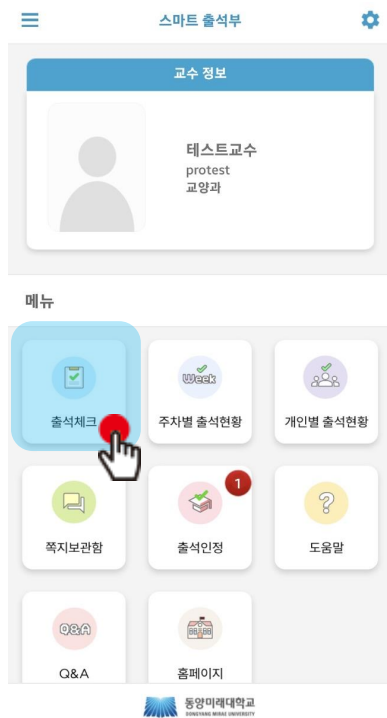 스마트 출석부
교수 정보
테스트교수
protest
교양과
메뉴
Week
출석체크
주차별 출석현황
개인별 출석현황
1
?
쪽지보관함
출석인정
도움말
Q&A
Q&A
홈페이지
동양미래대학교
DONGYANG MIRAE UNIVERSITY